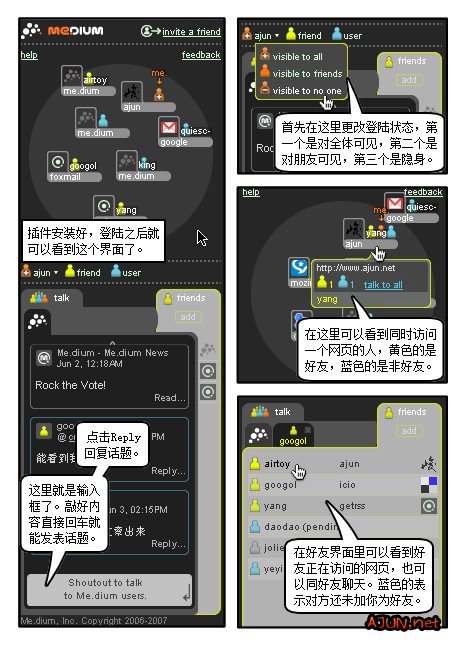 MEDIUM
invite a friend
help
feedback
airtoy
me.dium
me.
ajun
me.dium
quiesc-
google
googol
foxmail
king
me.dium
yang
插件安装好，登陆之后就
可以看到这个界面了。
ajun
friend
user
talk
friends
add
Me.dium - Me.dium News
Jun 2, 12:18AM
Rock the Vote!
Read...
goo
PM
点击Reply
回复话题。
能看到我
Reply...
这里就是输入
框了。敲好内
容直接回车就
能发表话题。
n 3, 02:15PM
出来
Reply...
Shoutout to talk
to Me.dium users.
Me.dium, Inc. Copyright 2006-2007
ajun
friend
user
visible to all
visible to friends
visible to no one
friends
add
Roc
首先在这里更改登陆状态，第
一个是对全体可见，第二个是
对朋友可见，第三个是隐身。
help
feedback
quiesc-
google
me
yang
ajun
mozi
http://www.ajun.net
1
1
talk to all
yang
在这里可以看到同时访问
一个网页的人，黄色的是
好友，蓝色的是非好友。
talk
friends
googol
add
airtoy
ajun
googol
icio
yang
getrss
daodao (pendin
jolie
yeyi
在好友界面里可以看到好
友正在访问的网页，也可
以同好友聊天。蓝色的表
示对方还未加你为好友。
AJUN.net